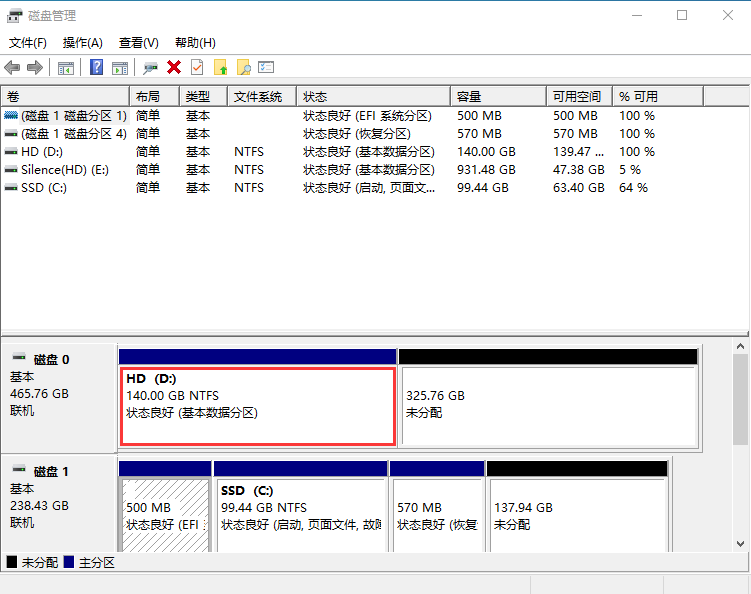 磁盘管理
文件(F) 操作(A) 查看(V) 帮助(H)
卷 布局 类型 文件系统 状态 容量 可用空间 % 可用
(磁盘 1 磁盘分区 1) 简单 基本 状态良好 (EFI 系统分区) 500 MB 500 MB 100 %
(磁盘 1 磁盘分区 4) 简单 基本 状态良好 (恢复分区) 570 MB 570 MB 100 %
HD (D:) 简单 基本 NTFS 状态良好 (基本数据分区) 140.00 GB 139.47 ... 100 %
Silence(HD) (E:) 简单 基本 NTFS 状态良好 (基本数据分区) 931.48 GB 47.38 GB 5 %
SSD (C:) 简单 基本 NTFS 状态良好 (启动, 页面文... 99.44 GB 63.40 GB 64 %
磁盘 0
基本
465.76 GB
联机
HD (D:)
140.00 GB NTFS
状态良好 (基本数据分区)
325.76 GB
未分配
磁盘 1
基本
238.43 GB
联机
500 MB
状态良好 (EFI
SSD (C:)
99.44 GB NTFS
状态良好 (启动, 页面文件, 故障
570 MB
状态良好 (恢复
137.94 GB
未分配
未分配 主分区